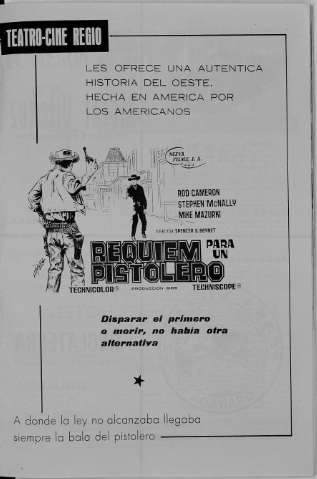 TEATRO-CINE REGIO
LES OFRECE UNA AUTENTICA
HISTORIA DEL OESTE.
HECHA EN AMERICA POR
LOS AMERICANOS
ROD CAMERON
STEPHEN McNALLY
MIKE MAZURKI
SPENCER G. BENNET
REQUIEM PARA
UN
PISTOLERO
TECHNICOLOR®
TECHNISCOPE®
Disparar el primero
o morir, no había otra
alternativa
A donde la ley no alcanzaba llegaba
siempre la bala del pistolero